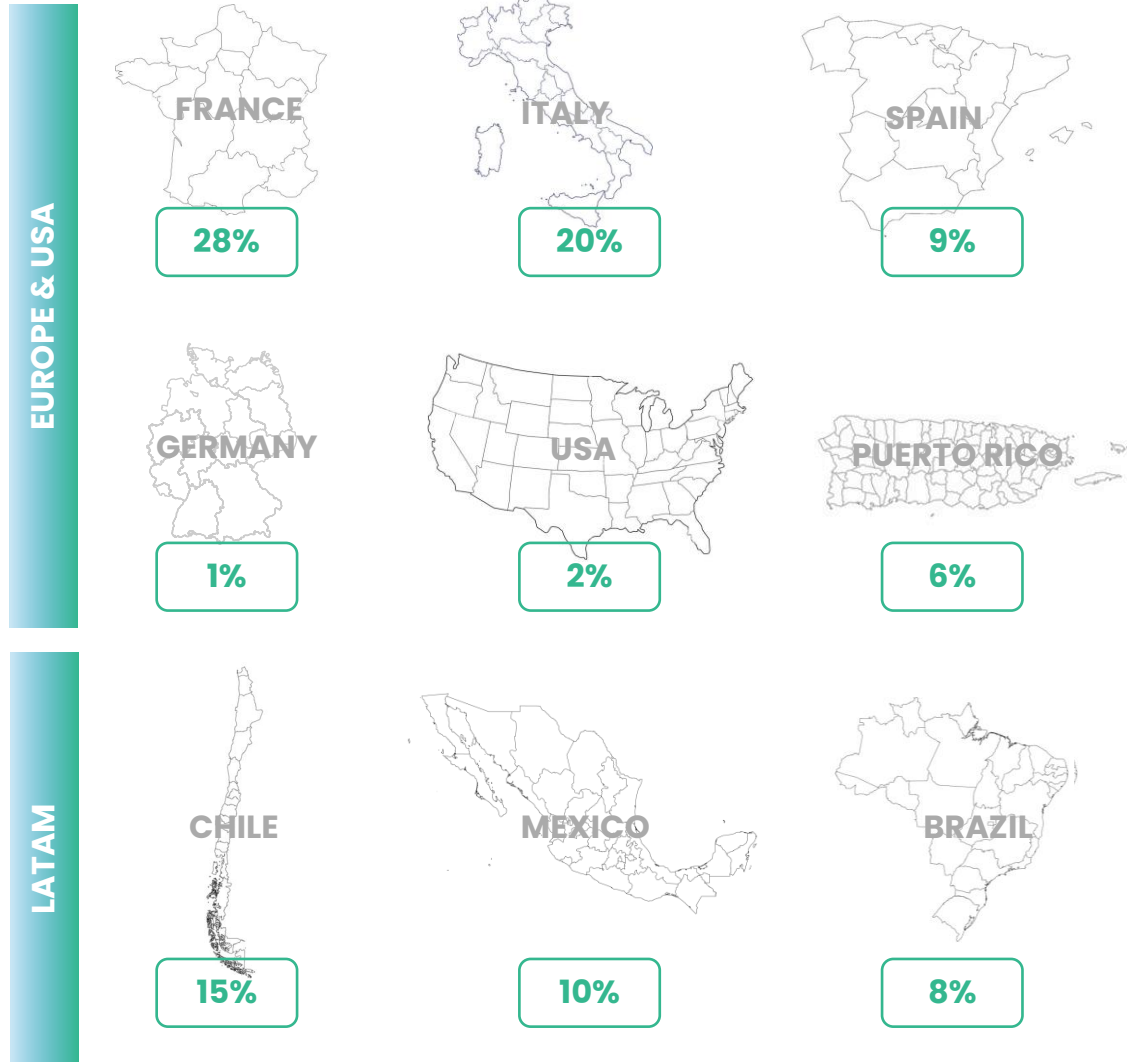 EUROPE & USA
FRANCE
28%
ITALY
20%
SPAIN
9%
GERMANY
1%
USA
2%
PUERTO RICO
6%
LATAM
CHILE
15%
MEXICO
10%
BRAZIL
8%